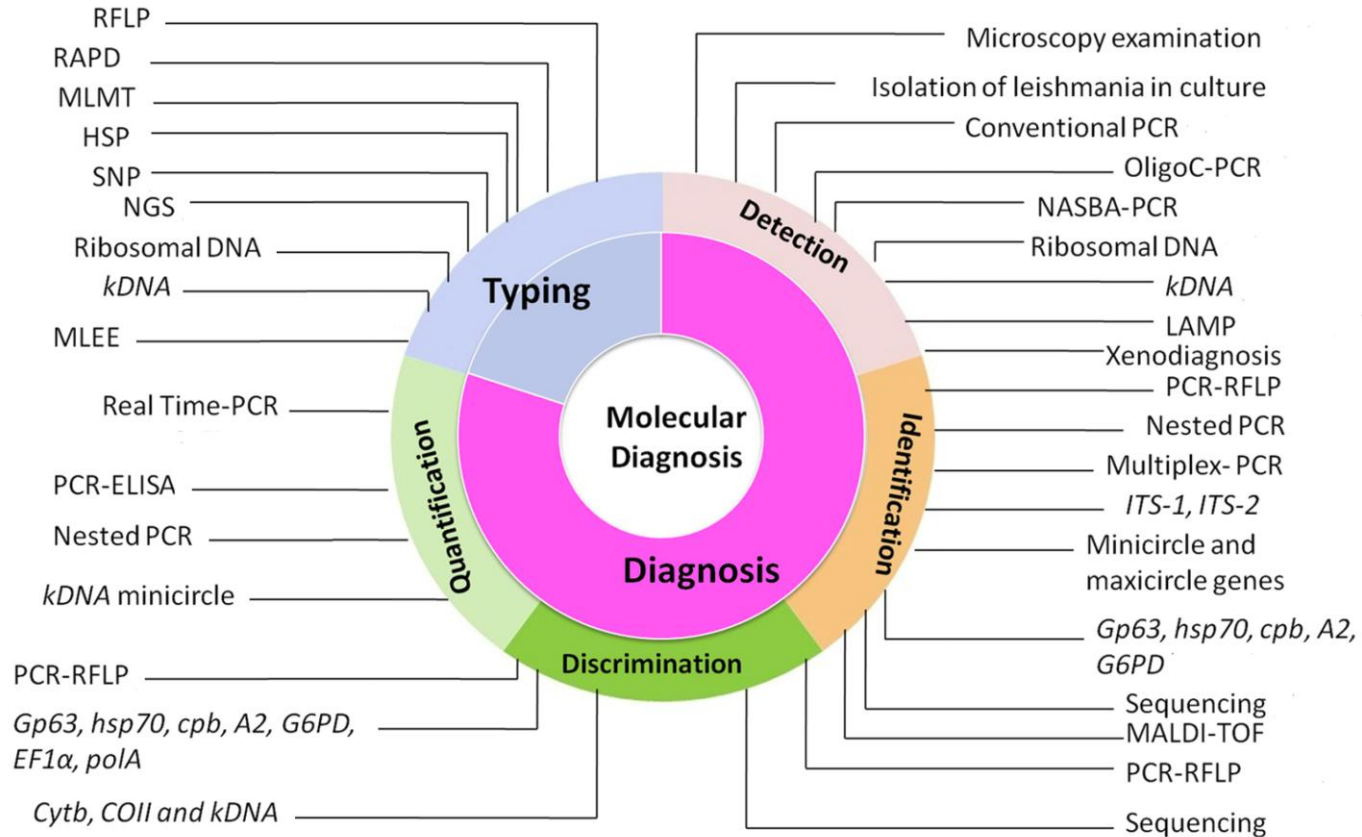 RFLP
RAPD
MLMT
HSP
SNP
NGS
Ribosomal DNA
kDNA
MLEE
Real Time-PCR
PCR-ELISA
Nested PCR
kDNA minicircle
PCR-RFLP
Gp63, hsp70, cpb, A2, G6PD,
EF1α, polA
Cytb, COII and kDNA
Typing
Detection
Molecular
Diagnosis
Quantification
Identification
Diagnosis
Discrimination
Microscopy examination
Isolation of leishmania in culture
Conventional PCR
OligoC-PCR
NASBA-PCR
Ribosomal DNA
kDNA
LAMP
Xenodiagnosis
PCR-RFLP
Nested PCR
Multiplex- PCR
ITS-1, ITS-2
Minicircle and
maxicircle genes
Gp63, hsp70, cpb, A2,
G6PD
Sequencing
MALDI-TOF
PCR-RFLP
Sequencing